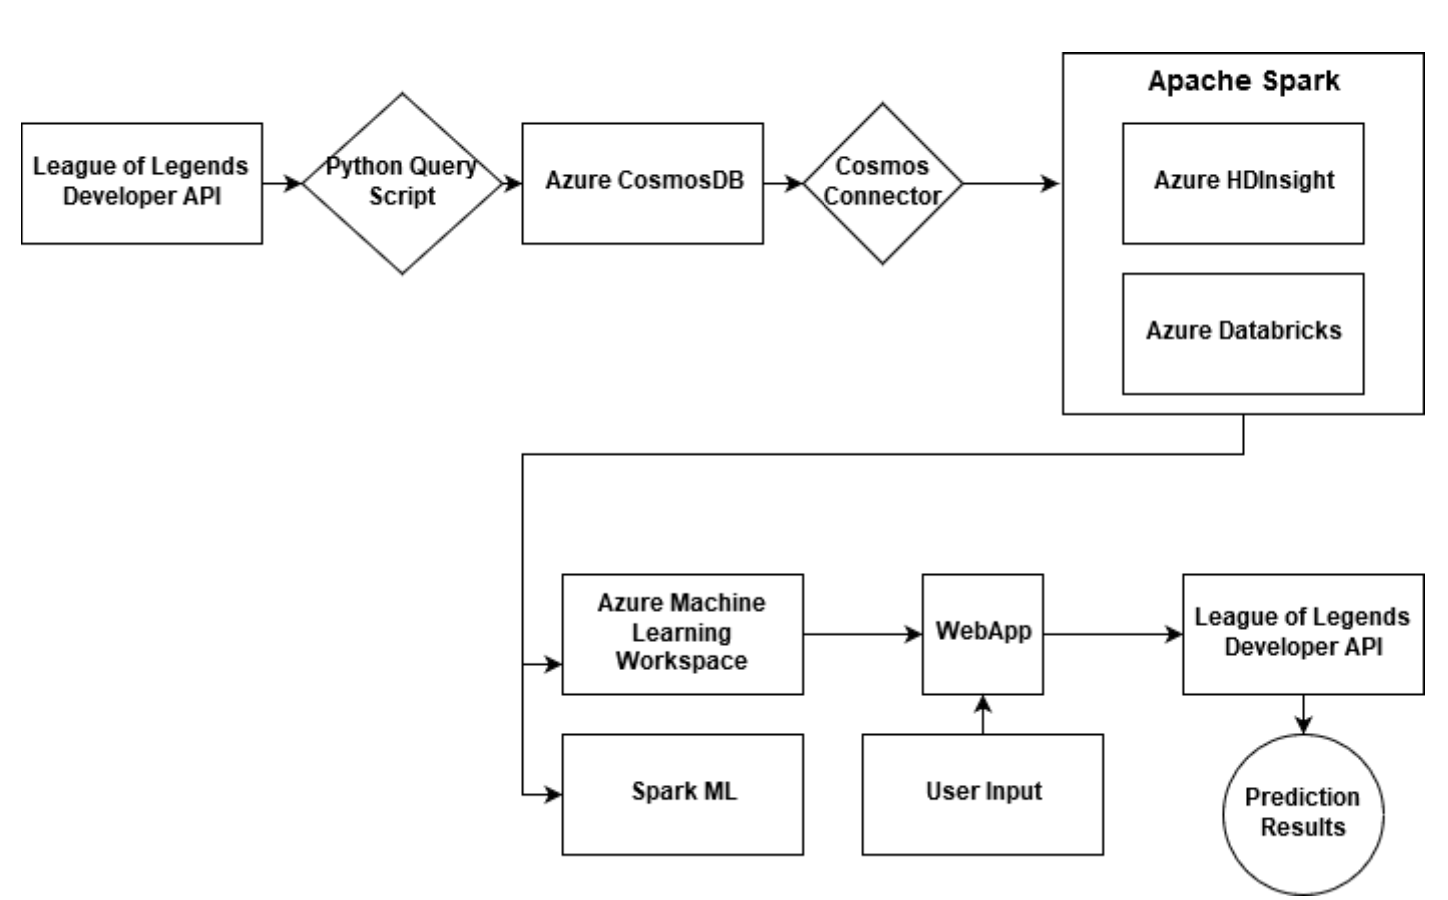 League of Legends
Developer API
Python Query
Script
Azure CosmosDB
Cosmos
Connector
Apache Spark
Azure HDInsight
Azure Databricks
Azure Machine
Learning
Workspace
WebApp
League of Legends
Developer API
Spark ML
User Input
Prediction
Results